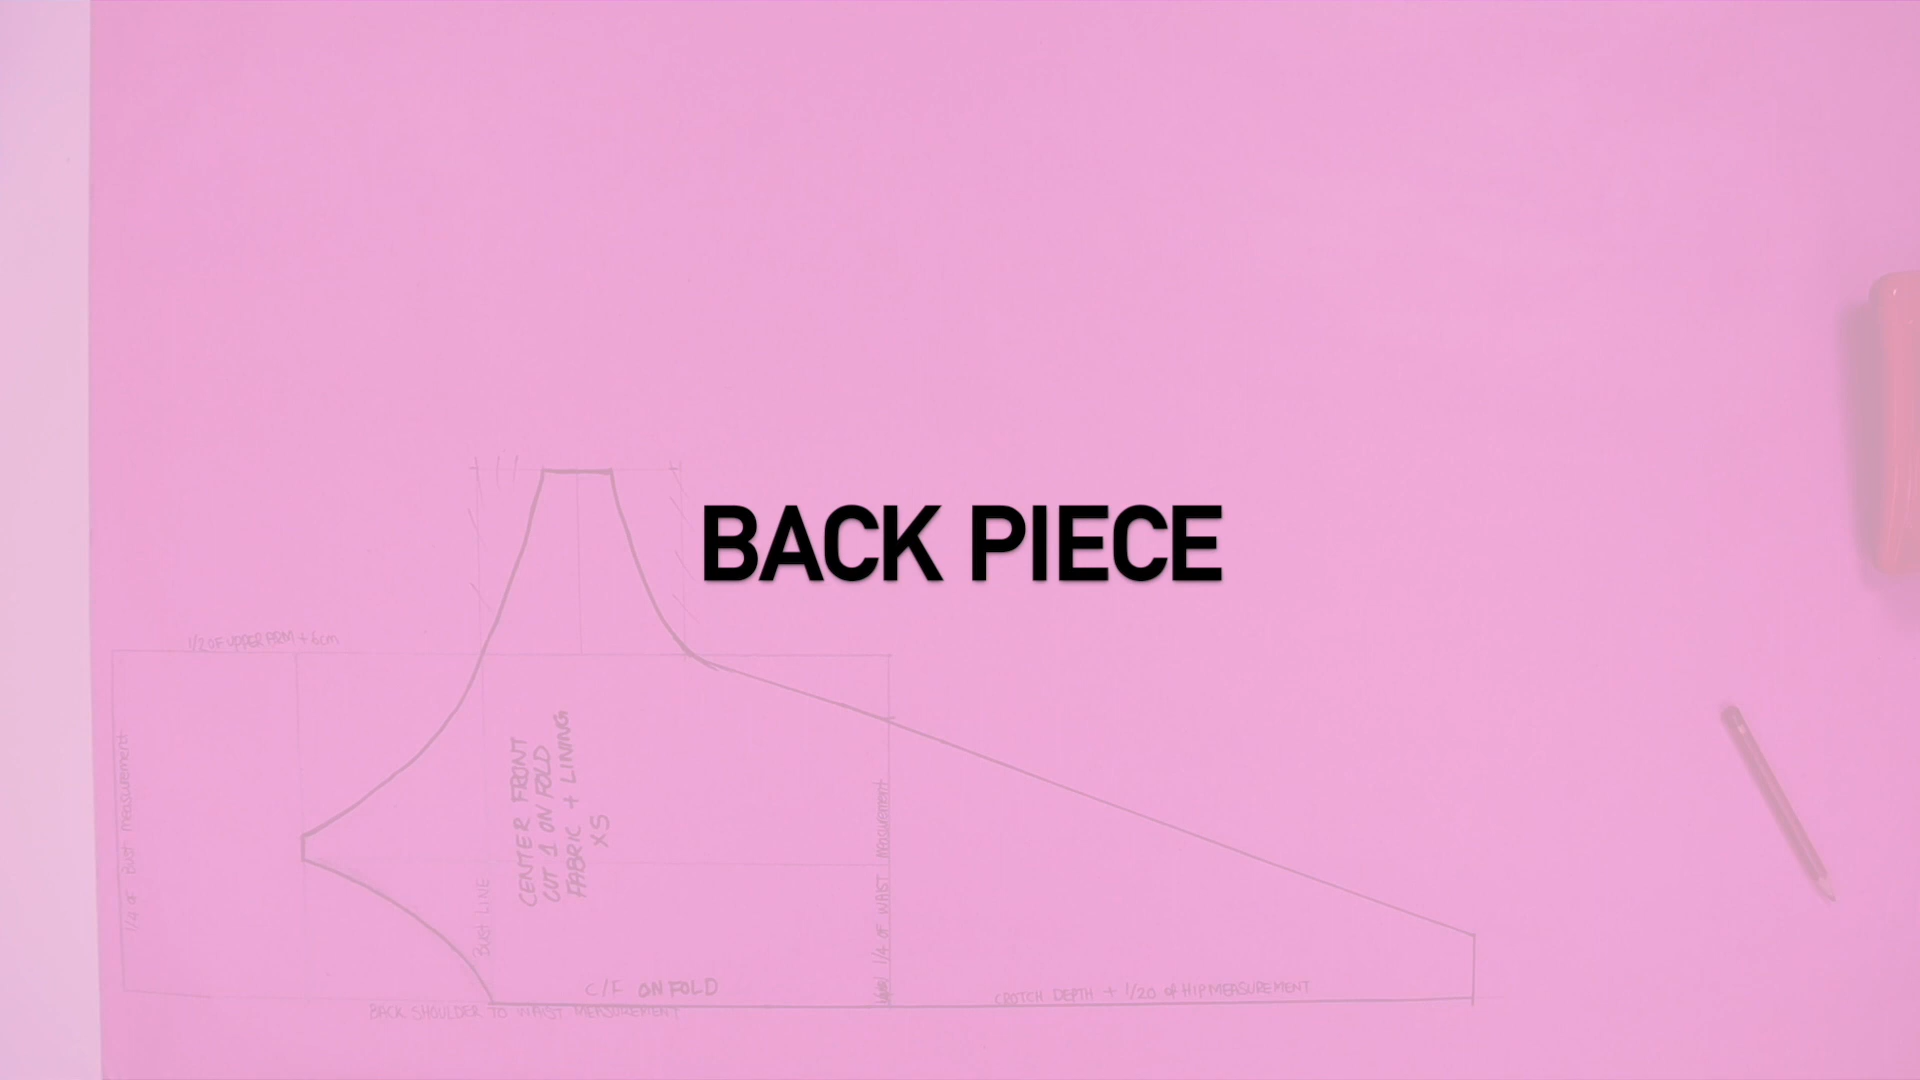 BACK PIECE
1/2 OF UPPER ARM + 6cm
1/4 OF Bust measurement
CENTER FRONT
CUT 1 ON FOLD
FABRIC + LINING
XS
Bust LINE
1/4 OF WAIST measurement
C/F ON FOLD
CROTCH DEPTH + 1/20 of HIP MEASUREMENT
BACK SHOULDER TO WAIST MEASUREMENT